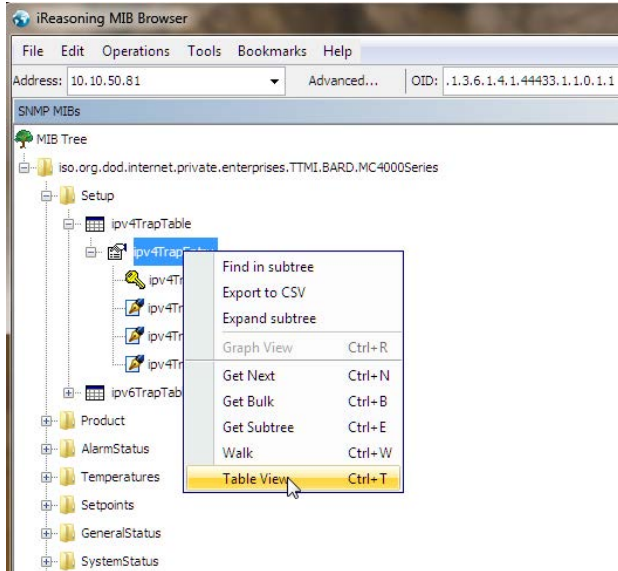 iReasoning MIB Browser
File Edit Operations Tools Bookmarks Help
Address: 10.10.50.81 Advanced... OID: .1.3.6.1.4.1.44433.1.1.0.1.1
SNMP MIBs
MIB Tree
iso.org.dod.internet.private.enterprises.TTMI.BARD.MC4000Series
Setup
ipv4TrapTable
ipv4TrapEntry
Find in subtree
ipv4Tr
Export to CSV
ipv4Tr
Expand subtree
ipv4Tr
Graph View Ctrl+R
ipv4Tr
Get Next Ctrl+N
ipv6TrapTab
Get Bulk Ctrl+B
Product
Get Subtree Ctrl+E
AlarmStatus
Walk Ctrl+W
Temperatures
Table View Ctrl+T
Setpoints
GeneralStatus
SystemStatus